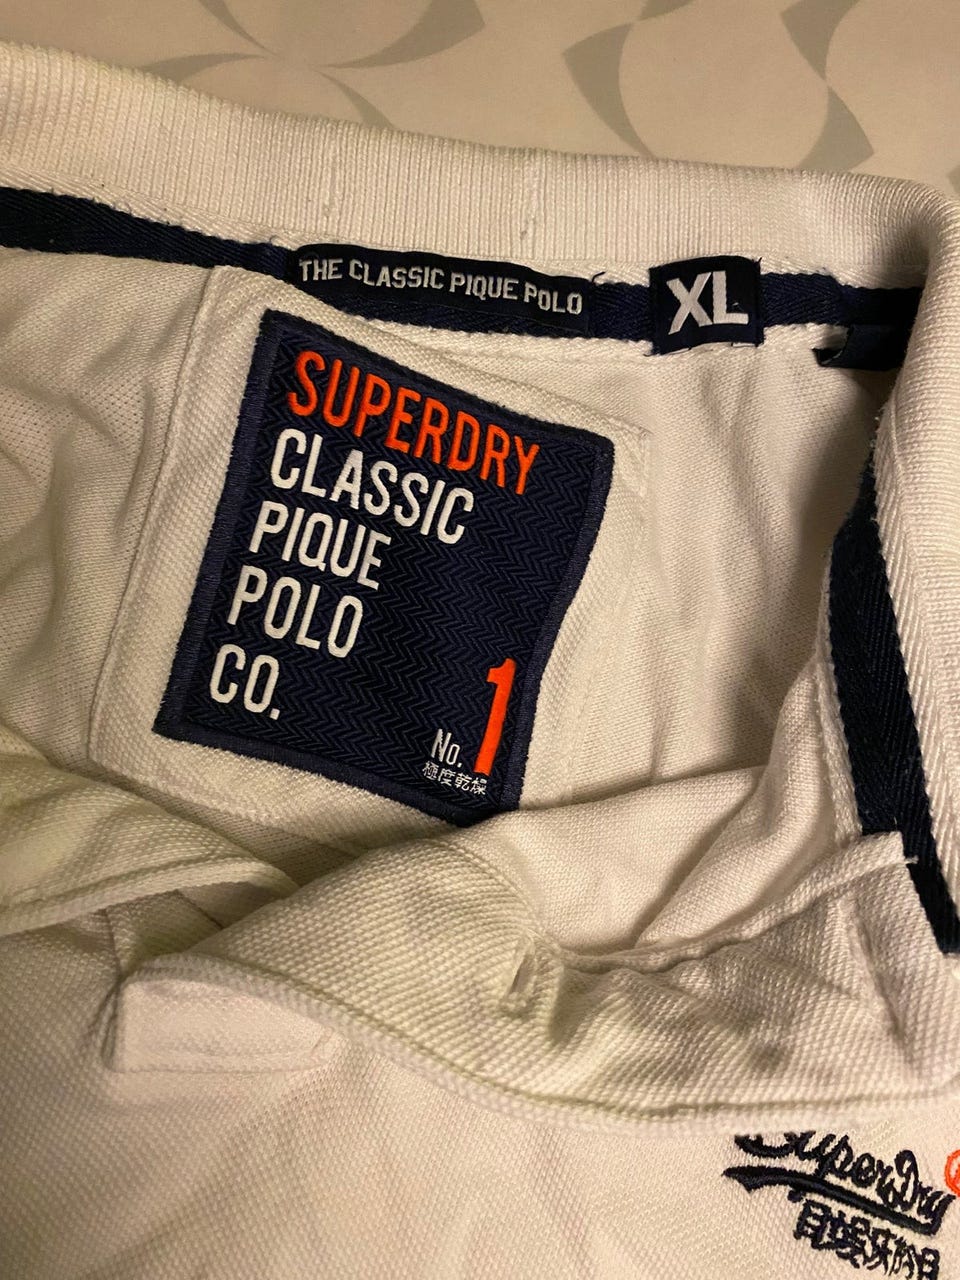 THE CLASSIC PIQUE POLO
XL
SUPERDRY
CLASSIC
PIQUE
POLO
CO.
No. 1
極度乾燥
SuperDry